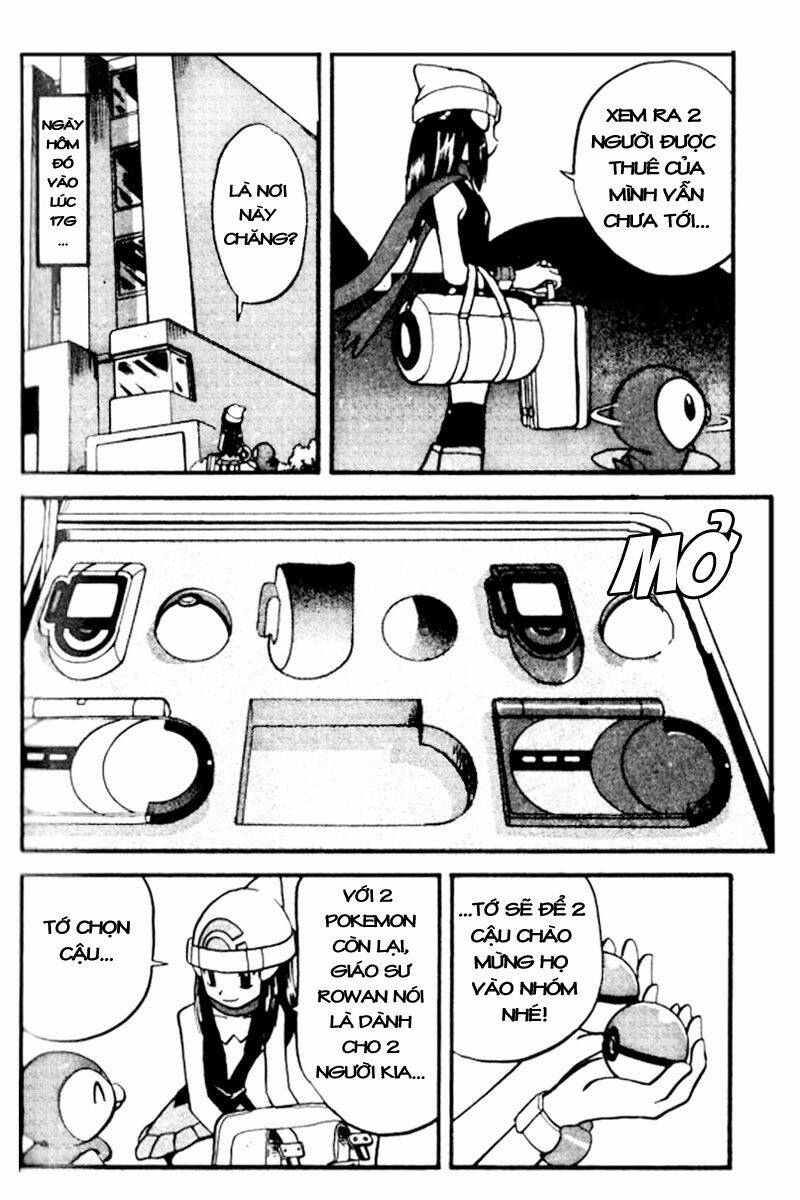 NGÀY
HÔM
ĐÓ
VÀO
LÚC
17G
...
LÀ NƠI
NÀY
CHĂNG?
XEM RA 2
NGƯỜI ĐƯỢC
THUÊ CỦA
MÌNH VẪN
CHƯA TỚI...
MỞ
TỚ CHỌN
CẬU...
VỚI 2
POKEMON
CÒN LẠI,
GIÁO SƯ
ROWAN NÓI
LÀ DÀNH
CHO 2
NGƯỜI KIA...
...TỚ SẼ ĐỂ 2
CẬU CHÀO
MỪNG HỌ
VÀO NHÓM
NHÉ!